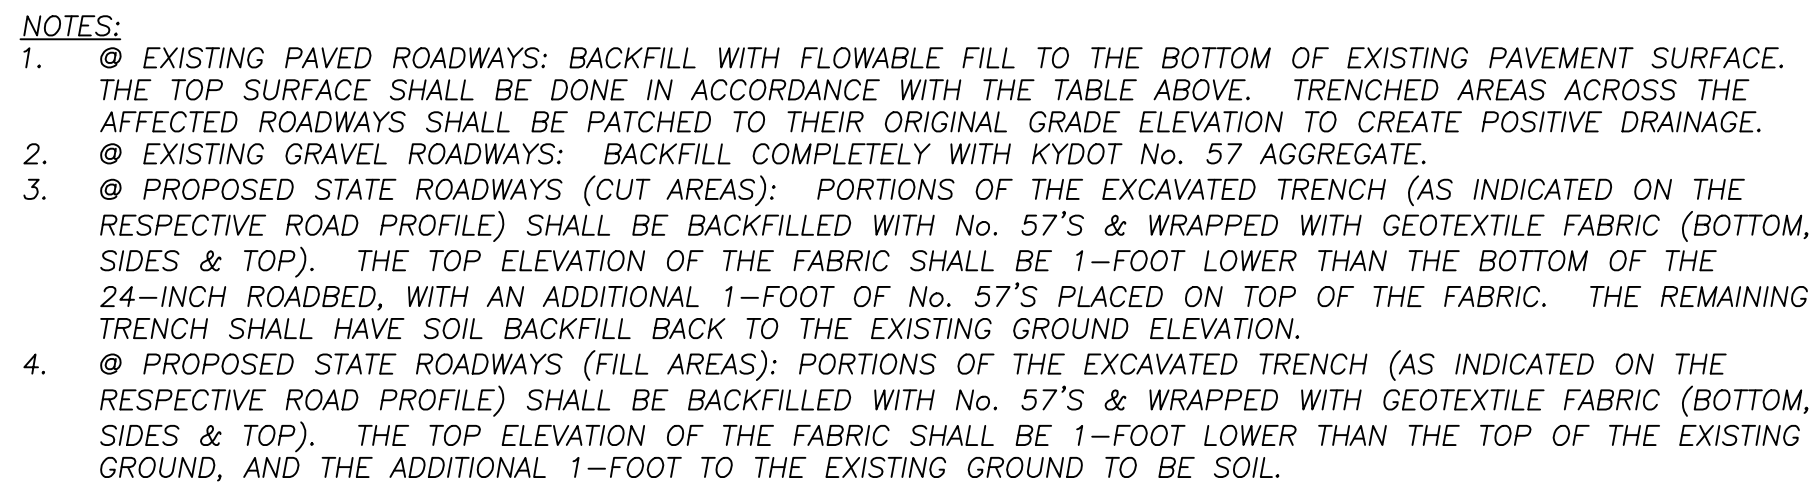 NOTES:
1. @ EXISTING PAVED ROADWAYS: BACKFILL WITH FLOWABLE FILL TO THE BOTTOM OF EXISTING PAVEMENT SURFACE.
THE TOP SURFACE SHALL BE DONE IN ACCORDANCE WITH THE TABLE ABOVE. TRENCHED AREAS ACROSS THE
AFFECTED ROADWAYS SHALL BE PATCHED TO THEIR ORIGINAL GRADE ELEVATION TO CREATE POSITIVE DRAINAGE.
2. @ EXISTING GRAVEL ROADWAYS: BACKFILL COMPLETELY WITH KYDOT No. 57 AGGREGATE.
3. @ PROPOSED STATE ROADWAYS (CUT AREAS): PORTIONS OF THE EXCAVATED TRENCH (AS INDICATED ON THE
RESPECTIVE ROAD PROFILE) SHALL BE BACKFILLED WITH No. 57'S & WRAPPED WITH GEOTEXTILE FABRIC (BOTTOM,
SIDES & TOP). THE TOP ELEVATION OF THE FABRIC SHALL BE 1-FOOT LOWER THAN THE BOTTOM OF THE
24-INCH ROADBED, WITH AN ADDITIONAL 1-FOOT OF No. 57'S PLACED ON TOP OF THE FABRIC. THE REMAINING
TRENCH SHALL HAVE SOIL BACKFILL BACK TO THE EXISTING GROUND ELEVATION.
4. @ PROPOSED STATE ROADWAYS (FILL AREAS): PORTIONS OF THE EXCAVATED TRENCH (AS INDICATED ON THE
RESPECTIVE ROAD PROFILE) SHALL BE BACKFILLED WITH No. 57'S & WRAPPED WITH GEOTEXTILE FABRIC (BOTTOM,
SIDES & TOP). THE TOP ELEVATION OF THE FABRIC SHALL BE 1-FOOT LOWER THAN THE TOP OF THE EXISTING
GROUND, AND THE ADDITIONAL 1-FOOT TO THE EXISTING GROUND TO BE SOIL.